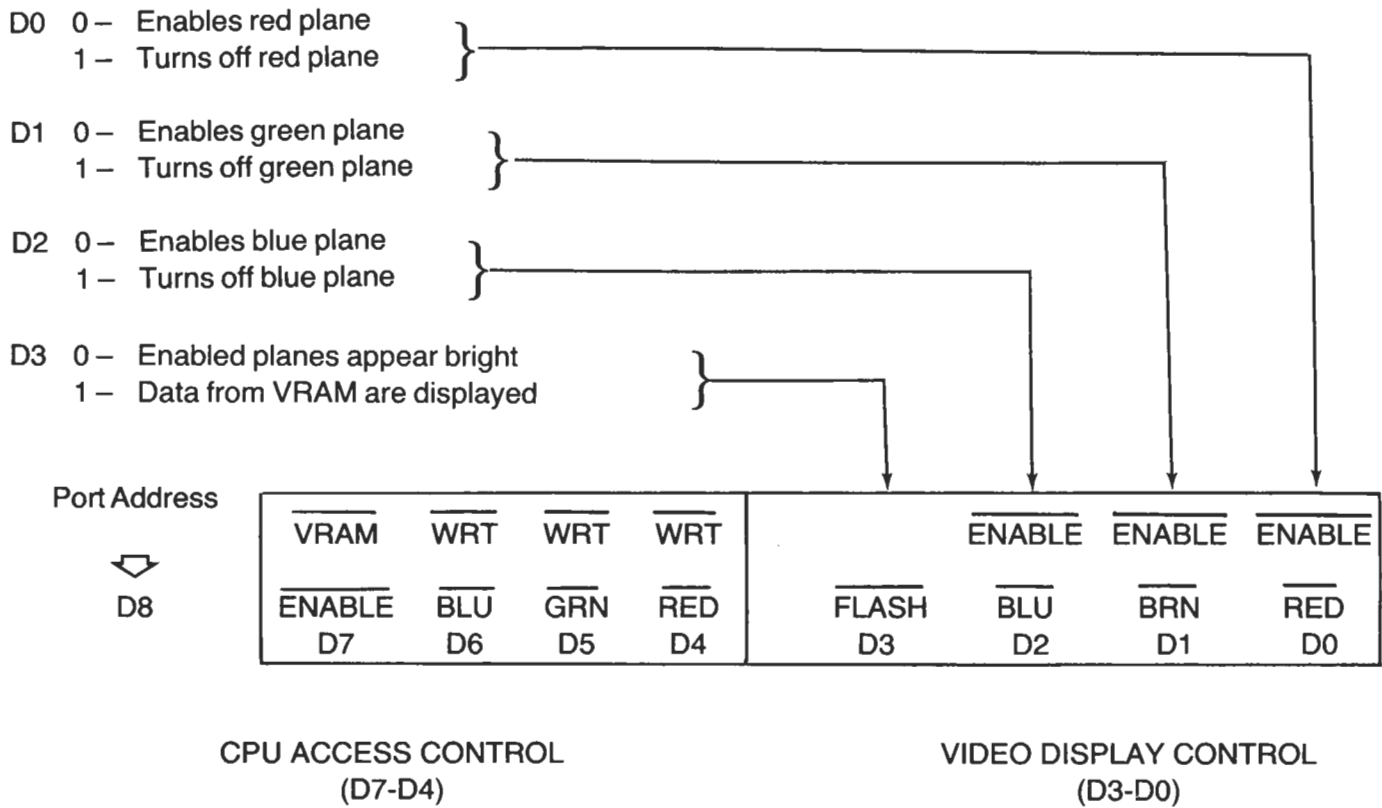 D0 0 – Enables red plane
1 – Turns off red plane
D1 0 – Enables green plane
1 – Turns off green plane
D2 0 – Enables blue plane
1 – Turns off blue plane
D3 0 – Enabled planes appear bright
1 – Data from VRAM are displayed
Port Address
D8
VRAM WRT WRT WRT ENABLE ENABLE ENABLE
ENABLE BLU GRN RED FLASH BLU BRN RED
D7 D6 D5 D4 D3 D2 D1 D0
CPU ACCESS CONTROL
(D7-D4)
VIDEO DISPLAY CONTROL
(D3-D0)